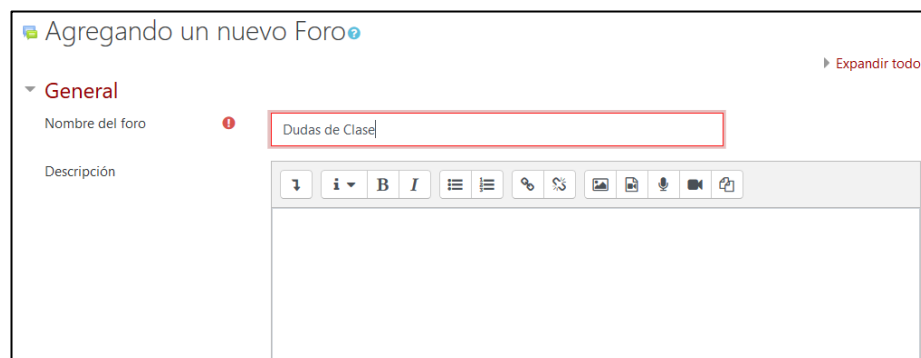 Agregando un nuevo Foro
Expandir todo
General
Nombre del foro
Dudas de Clase
Descripción
i B I